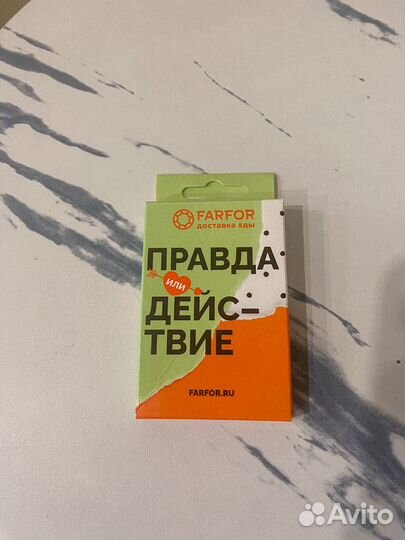 FARFOR
доставка еды
ПРАВДА
или
ДЕЙС-
ТВИЕ
FARFOR.RU
Avito